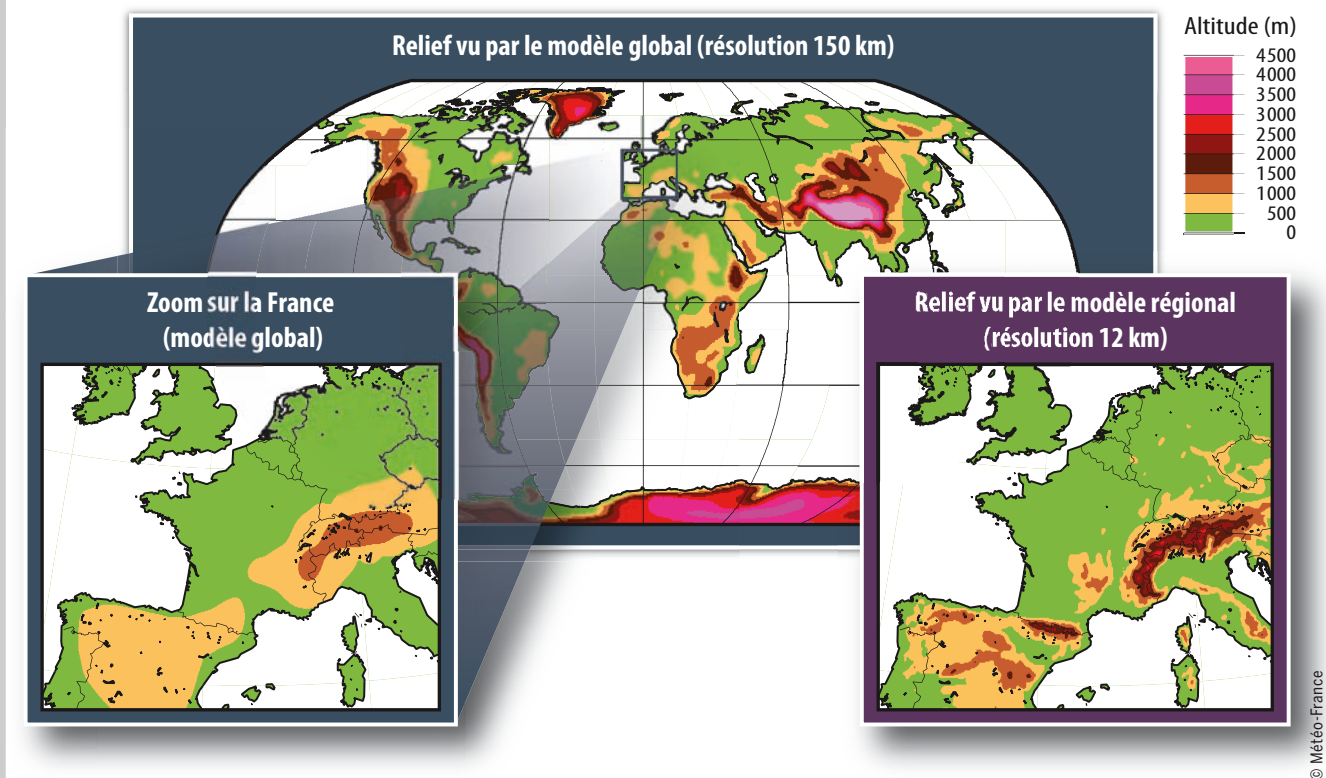 Relief vu par le modèle global (résolution 150 km)
Altitude (m)
4500
4000
3500
3000
2500
2000
1500
1000
500
0
Zoom sur la France
(modèle global)
Relief vu par le modèle régional
(résolution 12 km)
© Météo-France